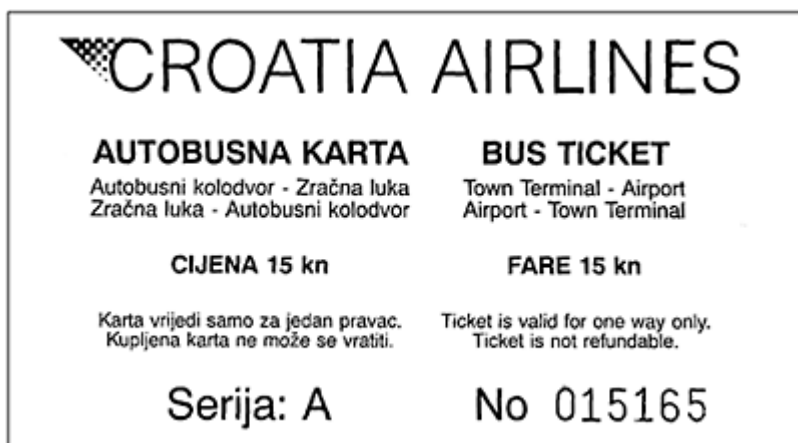 CROATIA AIRLINES
AUTOBUSNA KARTA
Autobusni kolodvor - Zračna luka
Zračna luka - Autobusni kolodvor
CIJENA 15 kn
Karta vrijedi samo za jedan pravac.
Kupljena karta ne može se vratiti.
Serija: A
BUS TICKET
Town Terminal - Airport
Airport - Town Terminal
FARE 15 kn
Ticket is valid for one way only.
Ticket is not refundable.
No 015165